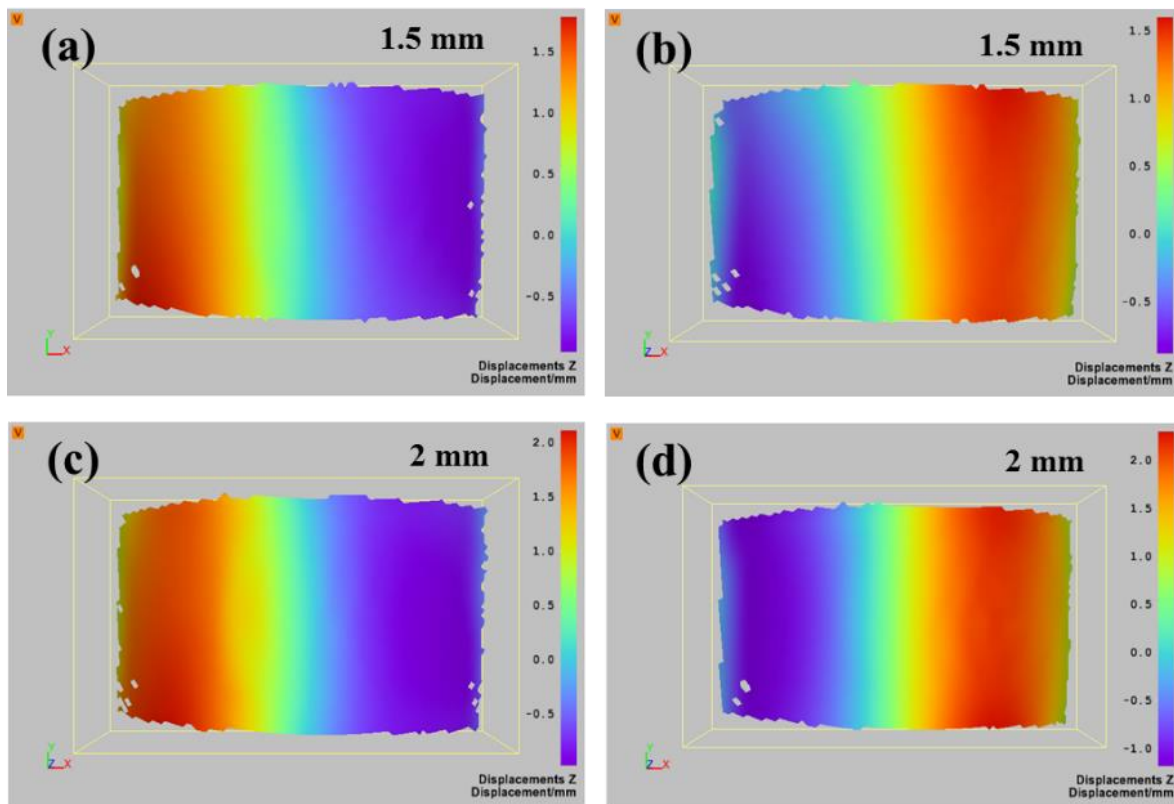 V
(a)
1.5 mm
1.5
1.0
0.5
0.0
-0.5
Y
X
Displacements Z
Displacement/mm
V
(b)
1.5 mm
1.5
1.0
0.5
0.0
-0.5
Y
Z X
Displacements Z
Displacement/mm
V
(c)
2 mm
2.0
1.5
1.0
0.5
0.0
-0.5
Y
Z X
Displacements Z
Displacement/mm
V
(d)
2 mm
2.0
1.5
1.0
0.5
0.0
-0.5
-1.0
Y
Z X
Displacements Z
Displacement/mm